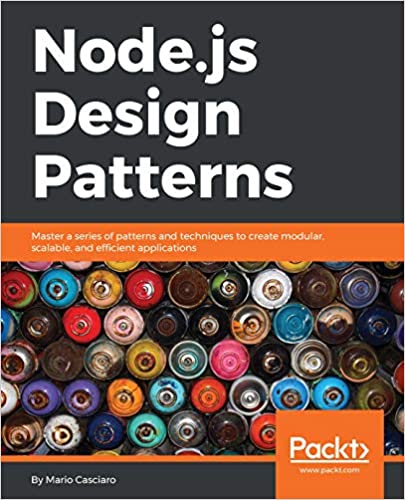 Node.js
Design
Patterns
Master a series of patterns and techniques to create modular,
scalable, and efficient applications
Packt>
www.packt.com
By Mario Casciaro